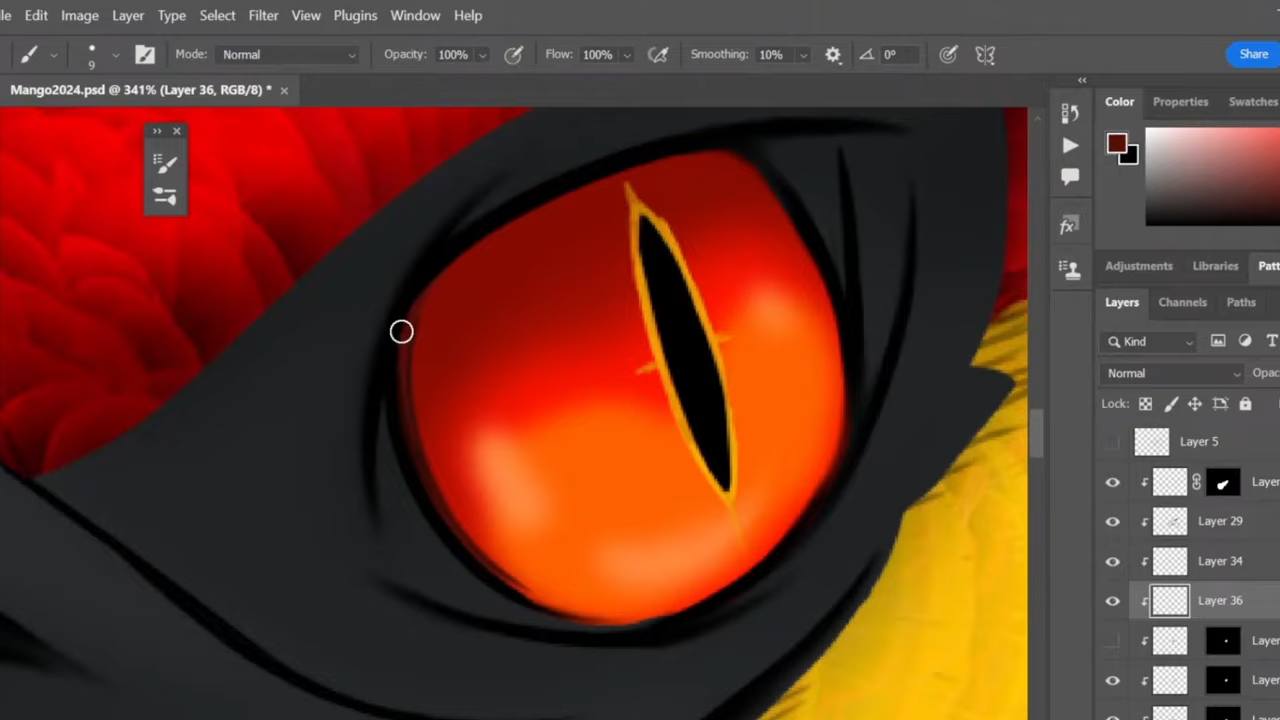 Edit Image Layer Type Select Filter View Plugins Window Help
9 Mode: Normal Opacity: 100% Flow: 100% Smoothing: 10% 0° Share
Mango2024.psd @ 341% (Layer 36, RGB/8) * ×
Color Properties Swatches
Adjustments Libraries
Layers Channels Paths
Kind
Normal
Lock:
Layer 5
Layer 29
Layer 34
Layer 36